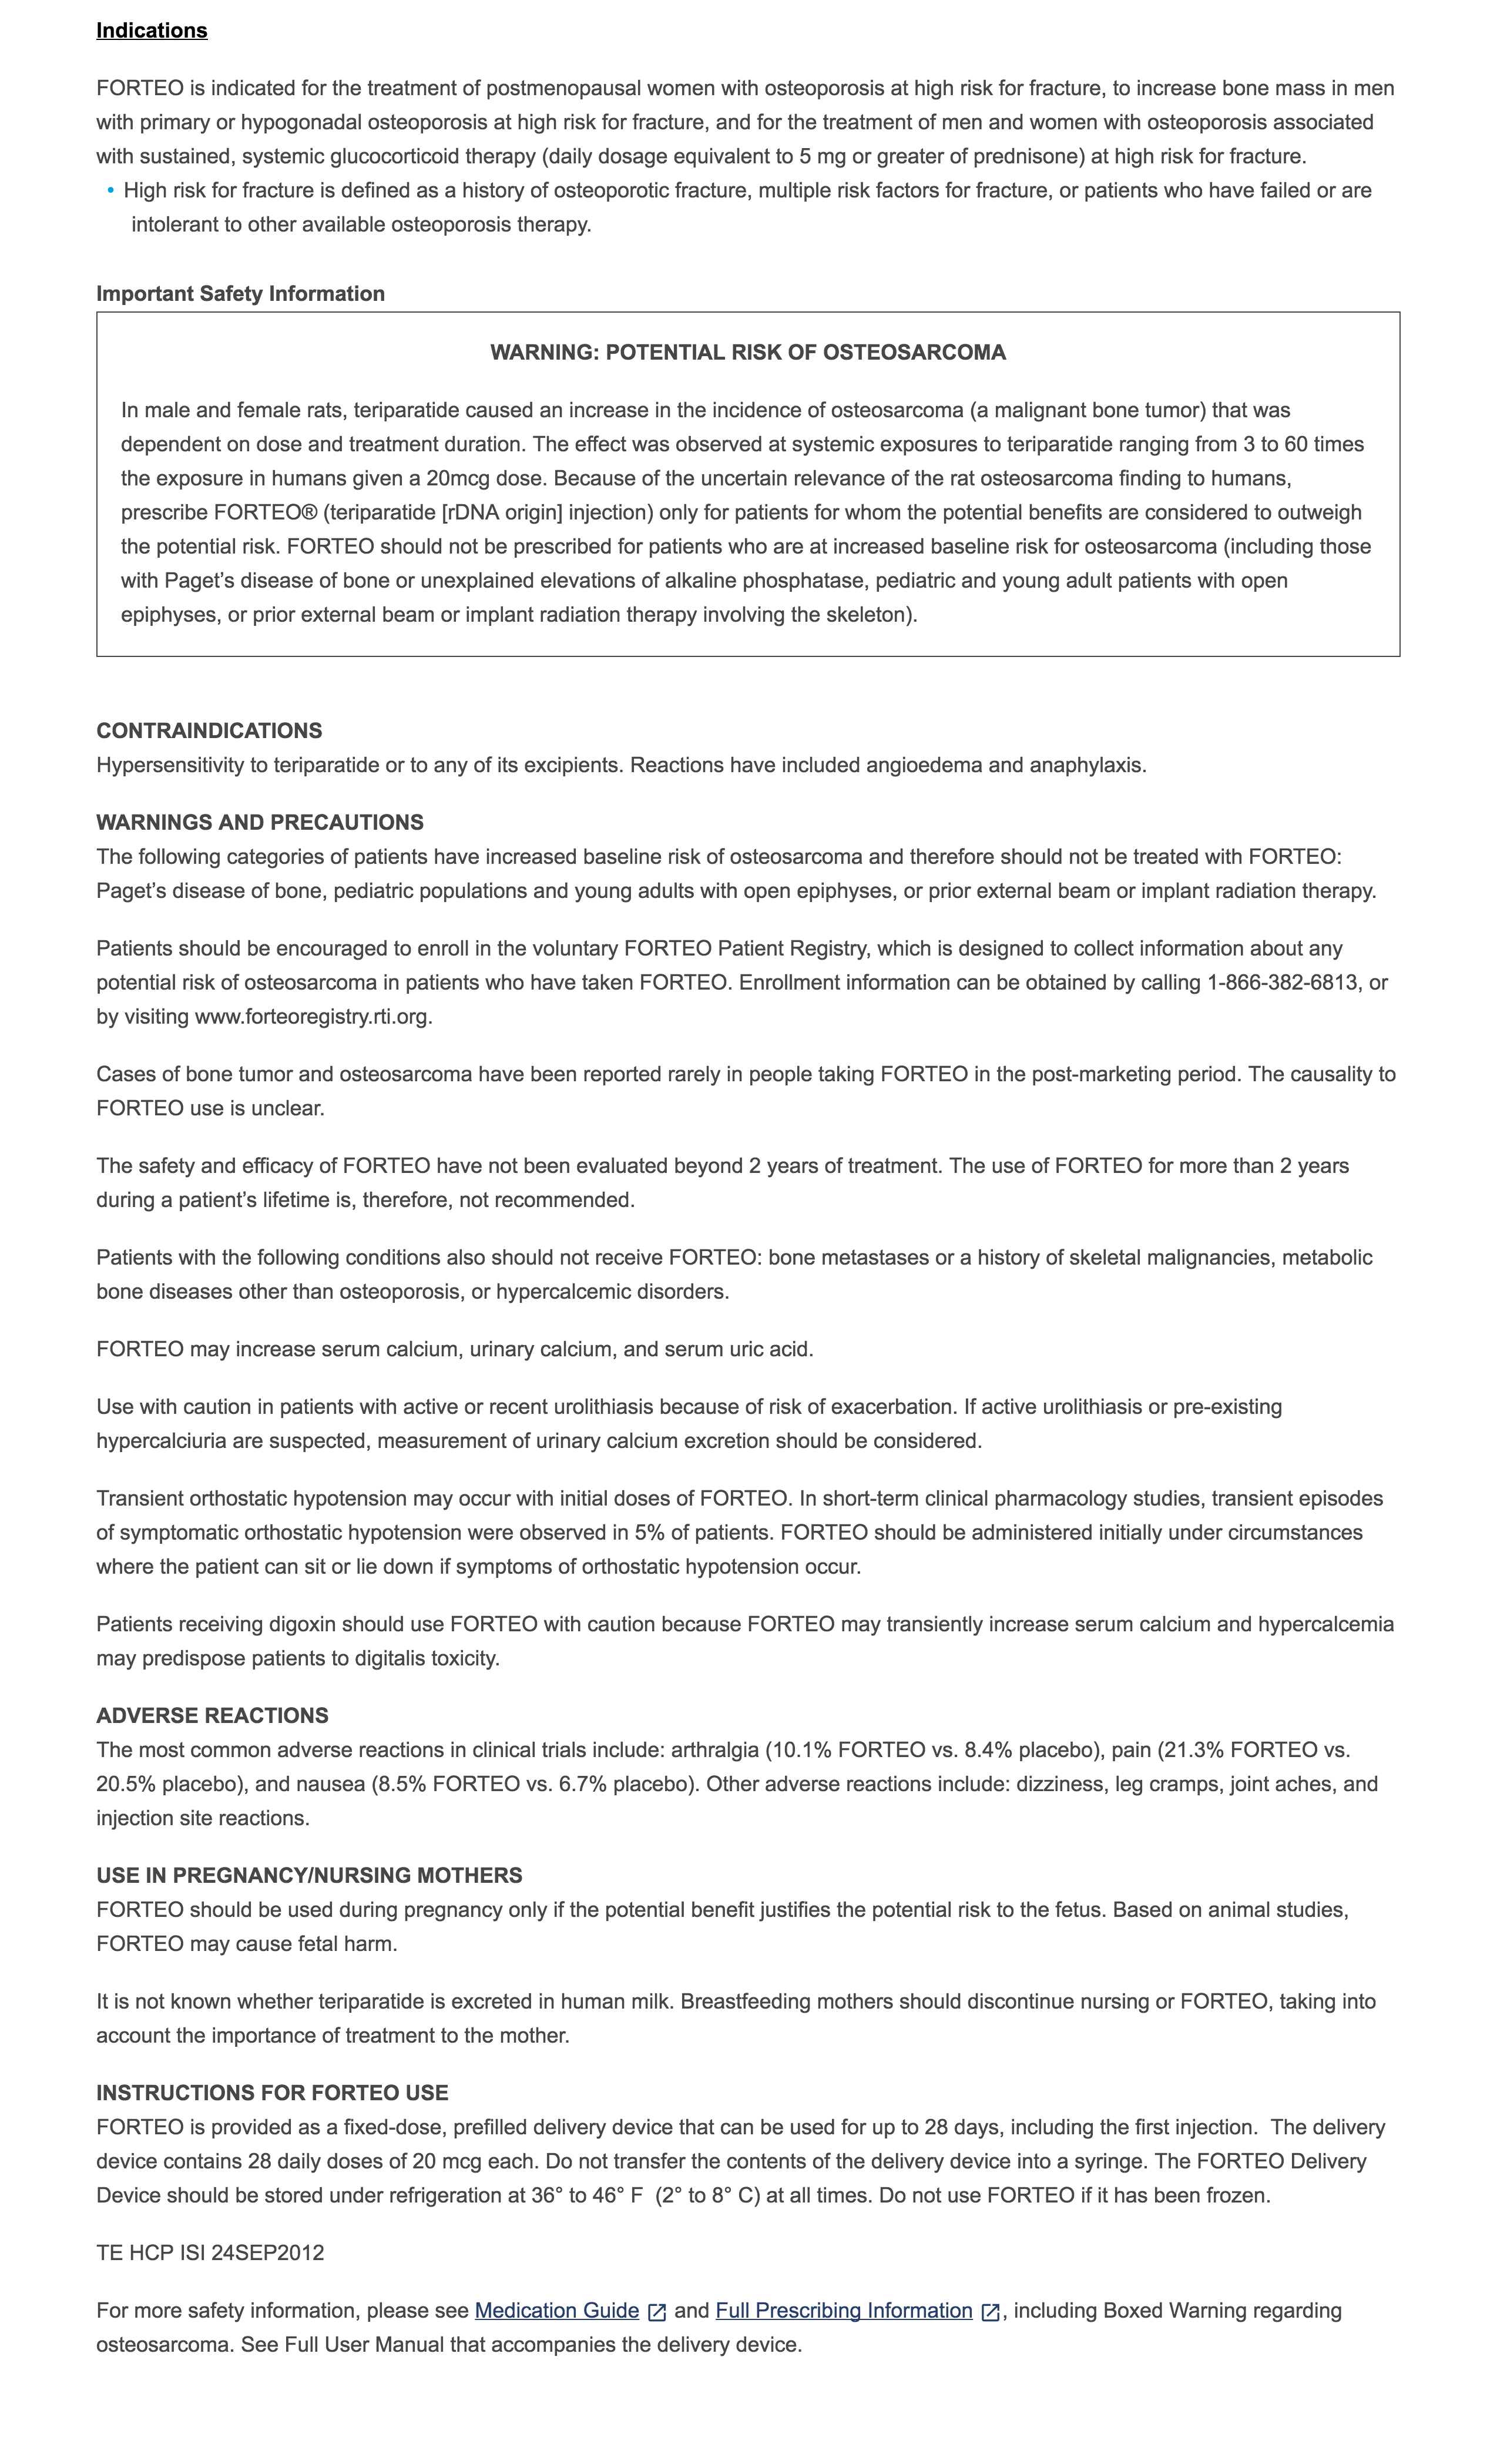 Indications
FORTEO is indicated for the treatment of postmenopausal women with osteoporosis at high risk for fracture, to increase bone mass in men
with primary or hypogonadal osteoporosis at high risk for fracture, and for the treatment of men and women with osteoporosis associated
with sustained, systemic glucocorticoid therapy (daily dosage equivalent to 5 mg or greater of prednisone) at high risk for fracture.
• High risk for fracture is defined as a history of osteoporotic fracture, multiple risk factors for fracture, or patients who have failed or are
intolerant to other available osteoporosis therapy.
Important Safety Information
WARNING: POTENTIAL RISK OF OSTEOSARCOMA
In male and female rats, teriparatide caused an increase in the incidence of osteosarcoma (a malignant bone tumor) that was
dependent on dose and treatment duration. The effect was observed at systemic exposures to teriparatide ranging from 3 to 60 times
the exposure in humans given a 20mcg dose. Because of the uncertain relevance of the rat osteosarcoma finding to humans,
prescribe FORTEO® (teriparatide [rDNA origin] injection) only for patients for whom the potential benefits are considered to outweigh
the potential risk. FORTEO should not be prescribed for patients who are at increased baseline risk for osteosarcoma (including those
with Paget’s disease of bone or unexplained elevations of alkaline phosphatase, pediatric and young adult patients with open
epiphyses, or prior external beam or implant radiation therapy involving the skeleton).
CONTRAINDICATIONS
Hypersensitivity to teriparatide or to any of its excipients. Reactions have included angioedema and anaphylaxis.
WARNINGS AND PRECAUTIONS
The following categories of patients have increased baseline risk of osteosarcoma and therefore should not be treated with FORTEO:
Paget’s disease of bone, pediatric populations and young adults with open epiphyses, or prior external beam or implant radiation therapy.
Patients should be encouraged to enroll in the voluntary FORTEO Patient Registry, which is designed to collect information about any
potential risk of osteosarcoma in patients who have taken FORTEO. Enrollment information can be obtained by calling 1-866-382-6813, or
by visiting www.forteoregistry.rti.org.
Cases of bone tumor and osteosarcoma have been reported rarely in people taking FORTEO in the post-marketing period. The causality to
FORTEO use is unclear.
The safety and efficacy of FORTEO have not been evaluated beyond 2 years of treatment. The use of FORTEO for more than 2 years
during a patient’s lifetime is, therefore, not recommended.
Patients with the following conditions also should not receive FORTEO: bone metastases or a history of skeletal malignancies, metabolic
bone diseases other than osteoporosis, or hypercalcemic disorders.
FORTEO may increase serum calcium, urinary calcium, and serum uric acid.
Use with caution in patients with active or recent urolithiasis because of risk of exacerbation. If active urolithiasis or pre-existing
hypercalciuria are suspected, measurement of urinary calcium excretion should be considered.
Transient orthostatic hypotension may occur with initial doses of FORTEO. In short-term clinical pharmacology studies, transient episodes
of symptomatic orthostatic hypotension were observed in 5% of patients. FORTEO should be administered initially under circumstances
where the patient can sit or lie down if symptoms of orthostatic hypotension occur.
Patients receiving digoxin should use FORTEO with caution because FORTEO may transiently increase serum calcium and hypercalcemia
may predispose patients to digitalis toxicity.
ADVERSE REACTIONS
The most common adverse reactions in clinical trials include: arthralgia (10.1% FORTEO vs. 8.4% placebo), pain (21.3% FORTEO vs.
20.5% placebo), and nausea (8.5% FORTEO vs. 6.7% placebo). Other adverse reactions include: dizziness, leg cramps, joint aches, and
injection site reactions.
USE IN PREGNANCY/NURSING MOTHERS
FORTEO should be used during pregnancy only if the potential benefit justifies the potential risk to the fetus. Based on animal studies,
FORTEO may cause fetal harm.
It is not known whether teriparatide is excreted in human milk. Breastfeeding mothers should discontinue nursing or FORTEO, taking into
account the importance of treatment to the mother.
INSTRUCTIONS FOR FORTEO USE
FORTEO is provided as a fixed-dose, prefilled delivery device that can be used for up to 28 days, including the first injection. The delivery
device contains 28 daily doses of 20 mcg each. Do not transfer the contents of the delivery device into a syringe. The FORTEO Delivery
Device should be stored under refrigeration at 36° to 46° F (2° to 8° C) at all times. Do not use FORTEO if it has been frozen.
TE HCP ISI 24SEP2012
For more safety information, please see Medication Guide and Full Prescribing Information, including Boxed Warning regarding
osteosarcoma. See Full User Manual that accompanies the delivery device.